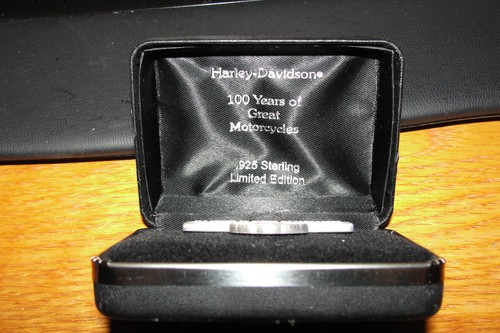 Harley-Davidson®
100 Years of
Great
Motorcycles
.925 Sterling
Limited Edition